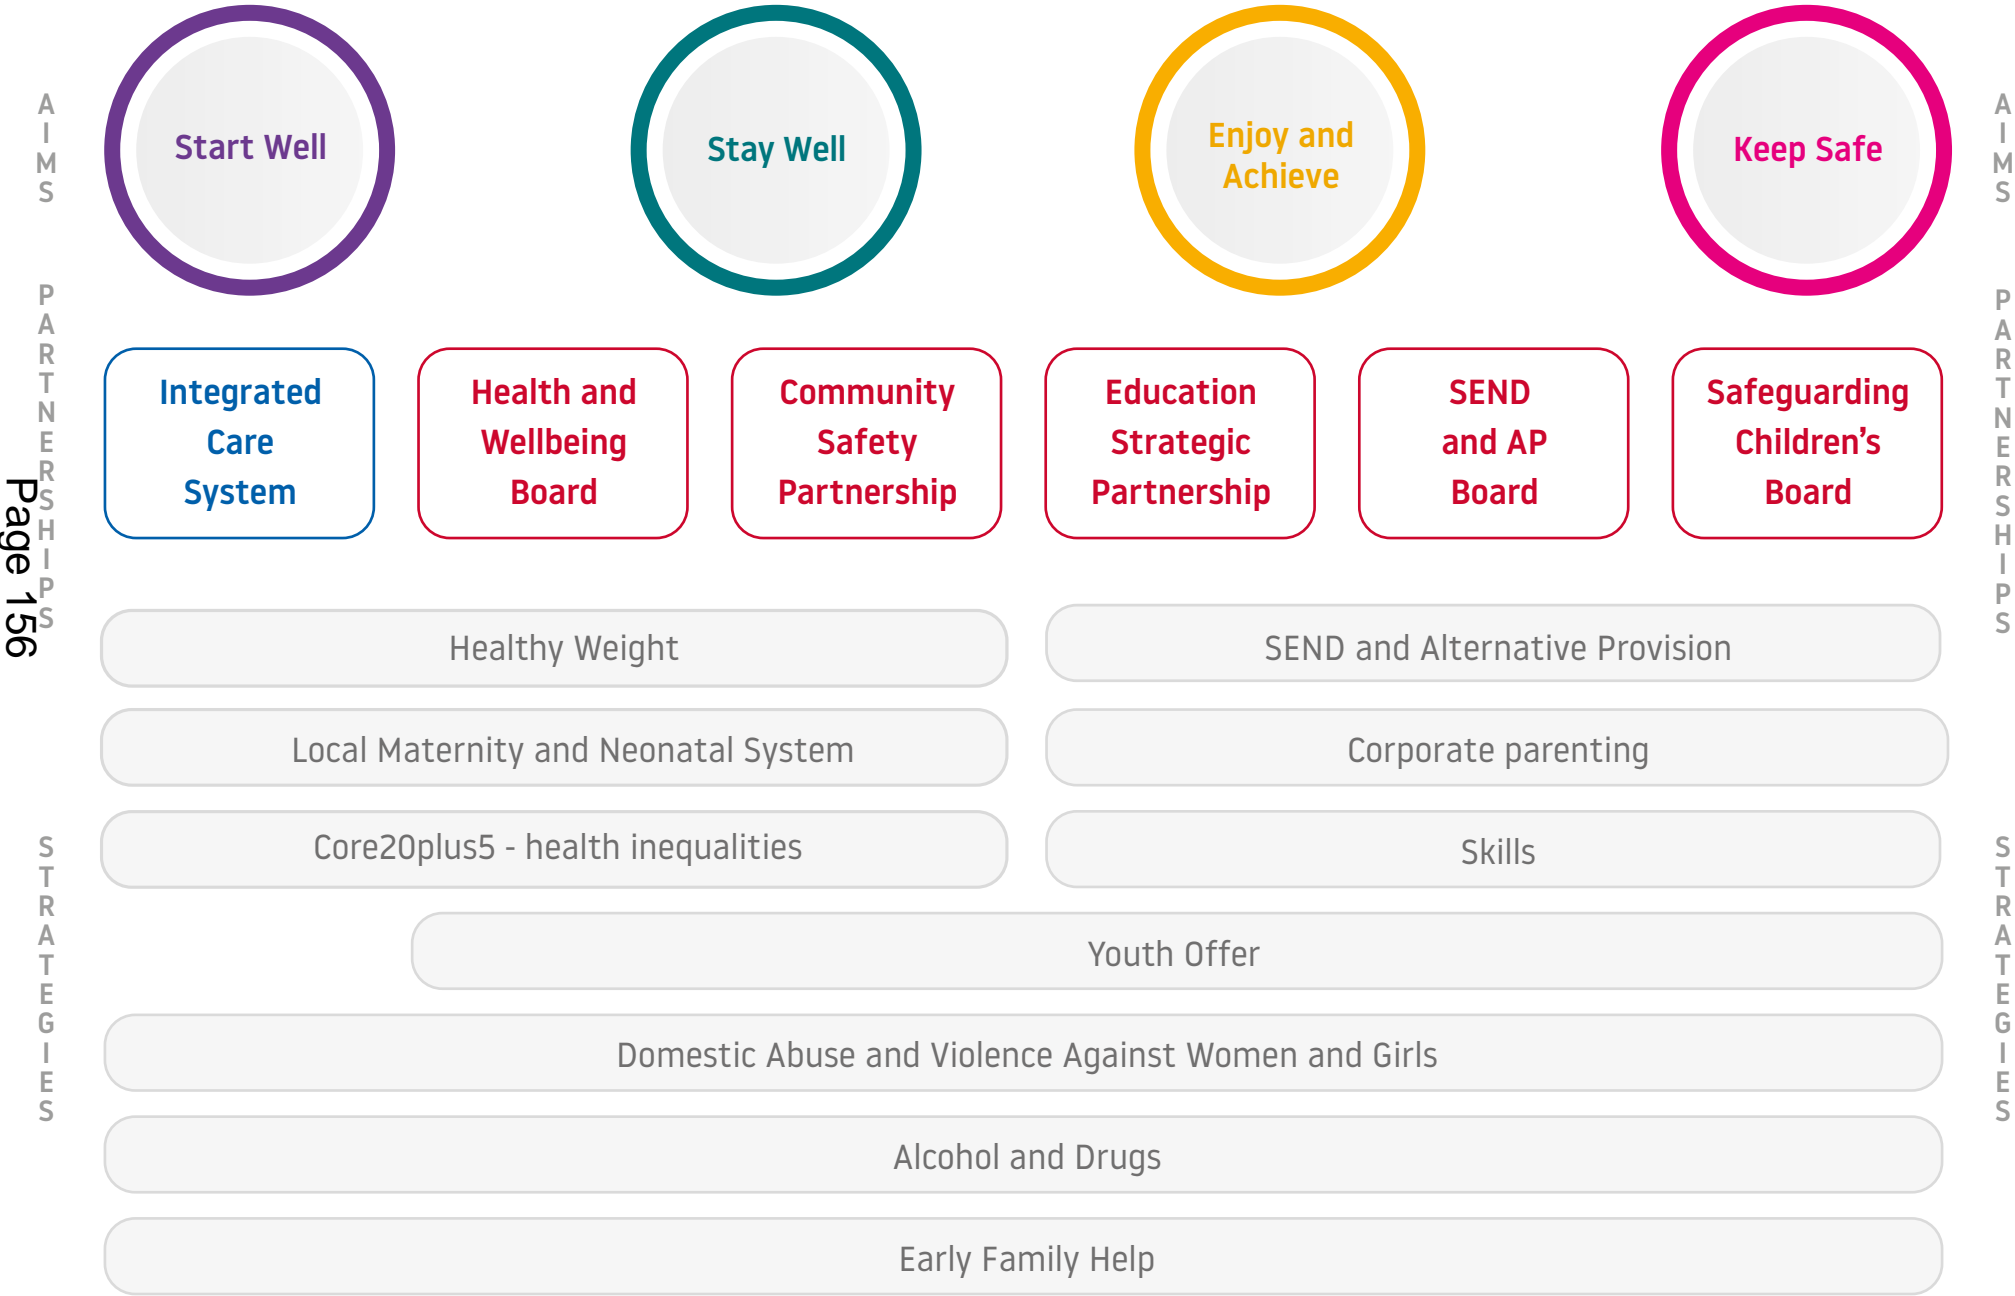 AIMS
Start Well
Stay Well
Enjoy and
Achieve
Keep Safe
AIMS
PARTNERSHIPS
Integrated
Care
System
Health and
Wellbeing
Board
Community
Safety
Partnership
Education
Strategic
Partnership
SEND
and AP
Board
Safeguarding
Children’s
Board
PARTNERSHIPS
Page 156
STRATEGIES
Healthy Weight
SEND and Alternative Provision
Local Maternity and Neonatal System
Corporate parenting
Core20plus5 - health inequalities
Skills
Youth Offer
Domestic Abuse and Violence Against Women and Girls
Alcohol and Drugs
Early Family Help
STRATEGIES